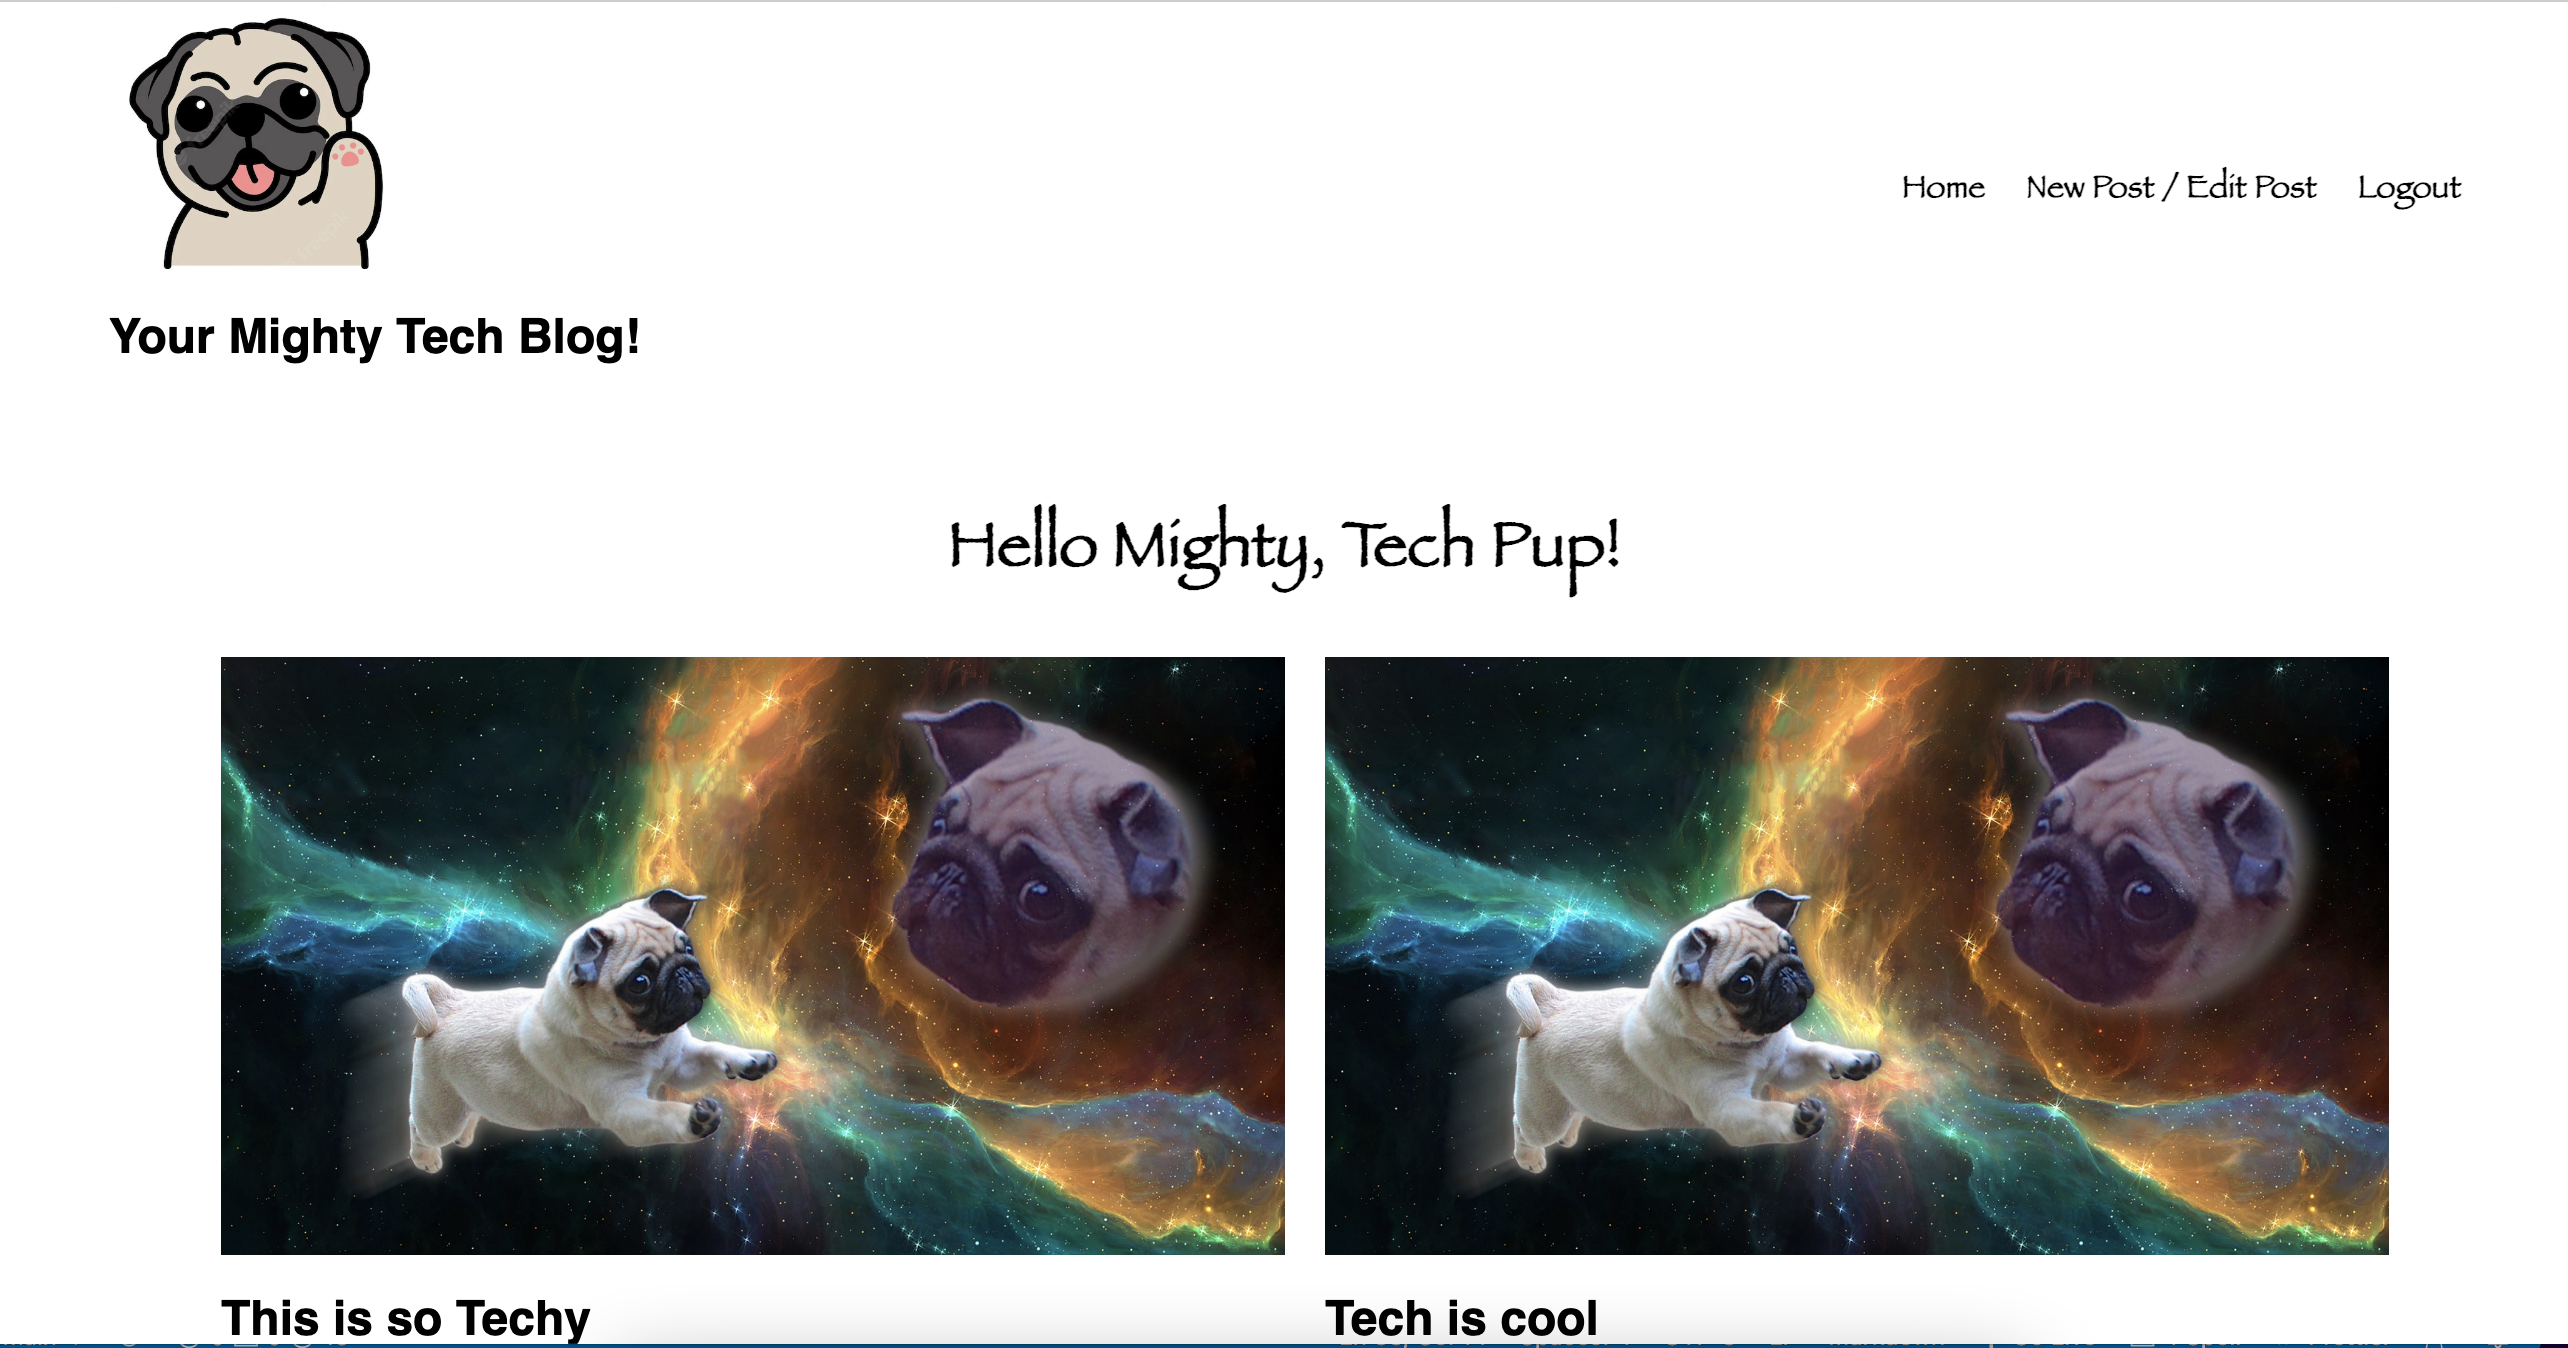 Home New Post / Edit Post Logout
Your Mighty Tech Blog!
Hello Mighty, Tech Pup!
This is so Techy
Tech is cool